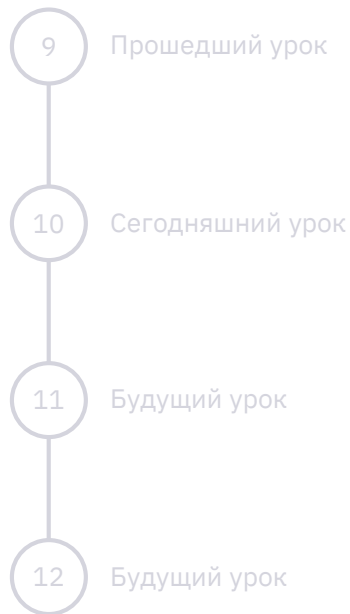 9 Прошедший урок
10 Сегодняшний урок
11 Будущий урок
12 Будущий урок